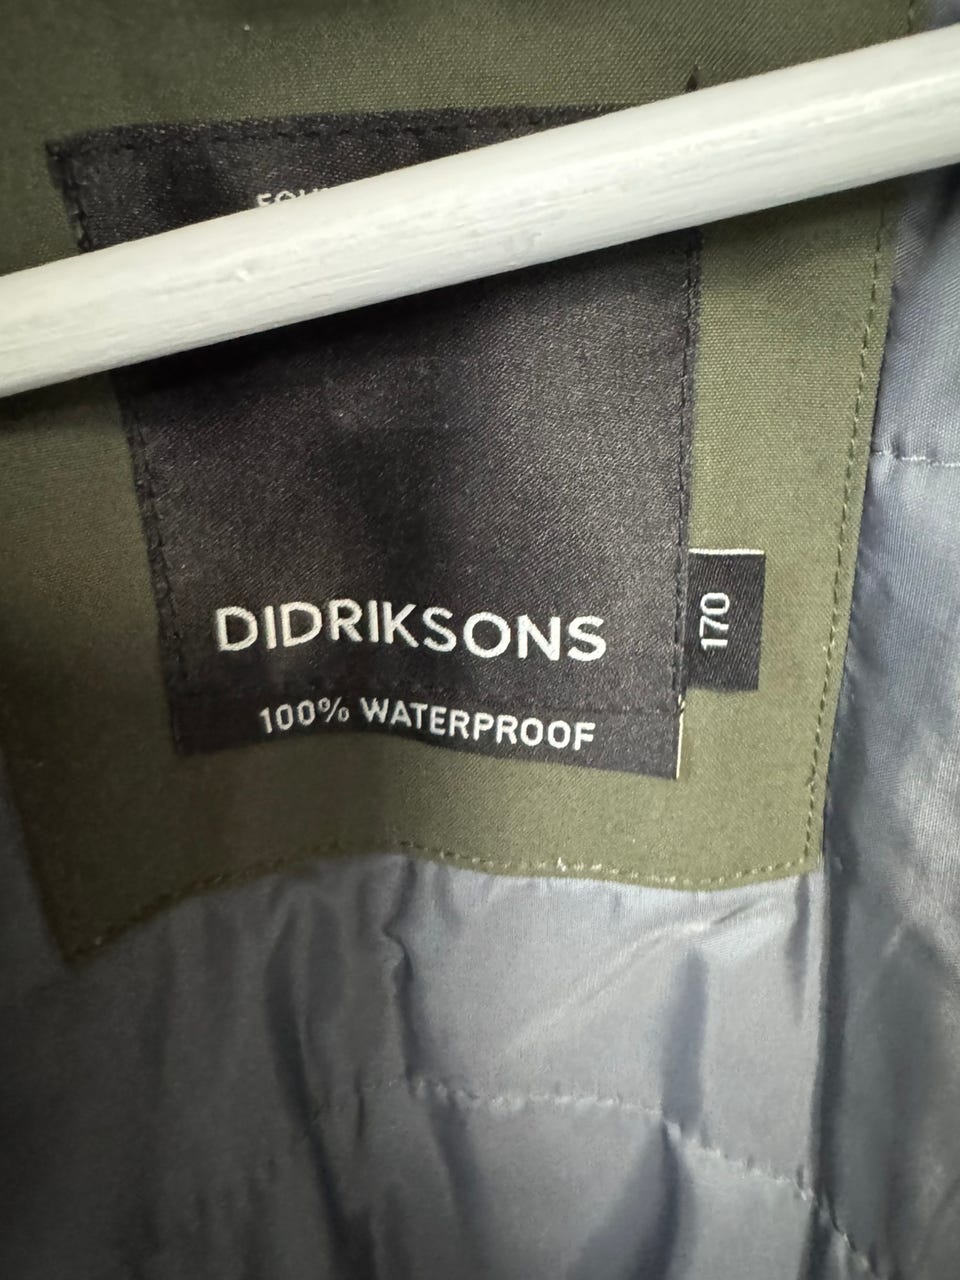 DIDRIKSONS
170
100% WATERPROOF